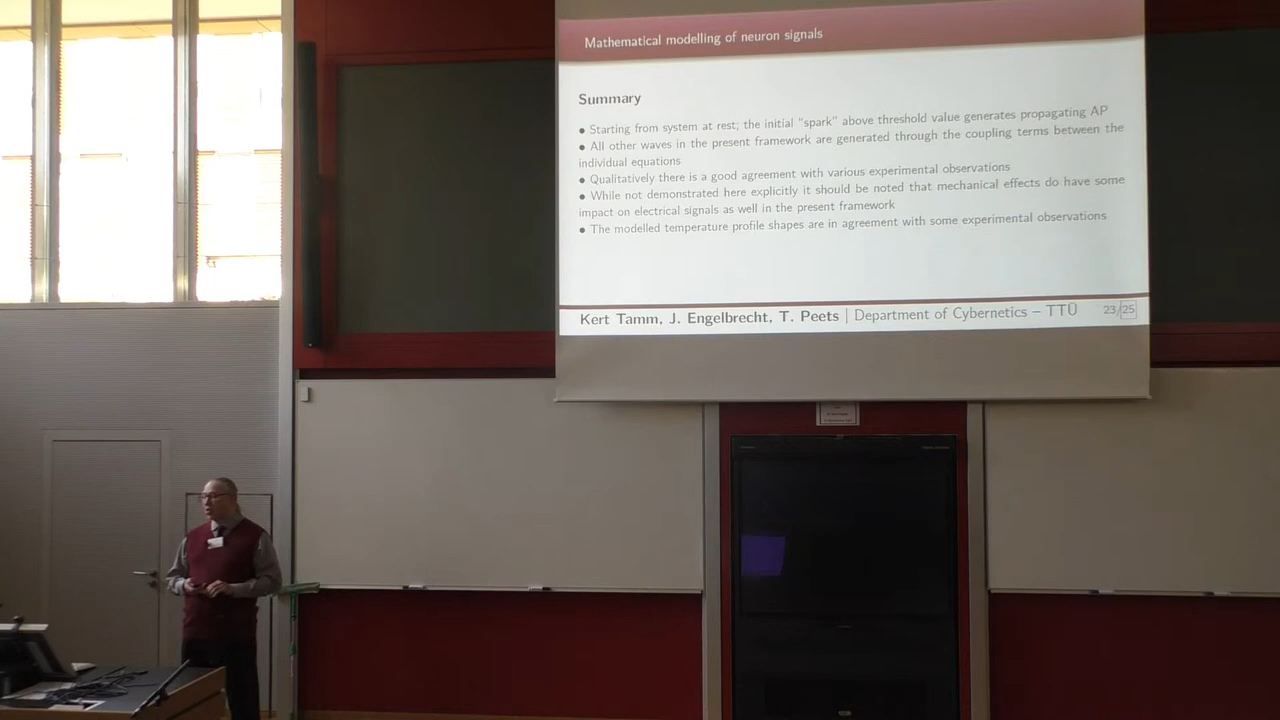 Mathematical modelling of neuron signals
Summary
● Starting from system at rest, the initial "spark" above threshold value generates propagating AP
● All other waves in the present framework are generated through the coupling terms between the
individual equations
● Qualitatively there is a good agreement with various experimental observations
● While not demonstrated here explicitly it should be noted that mechanical effects do have some
impact on electrical signals as well in the present framework
● The modelled temperature profile shapes are in agreement with some experimental observations
Kert Tamm, J. Engelbrecht, T. Peets | Department of Cybernetics – TTÜ 23/25